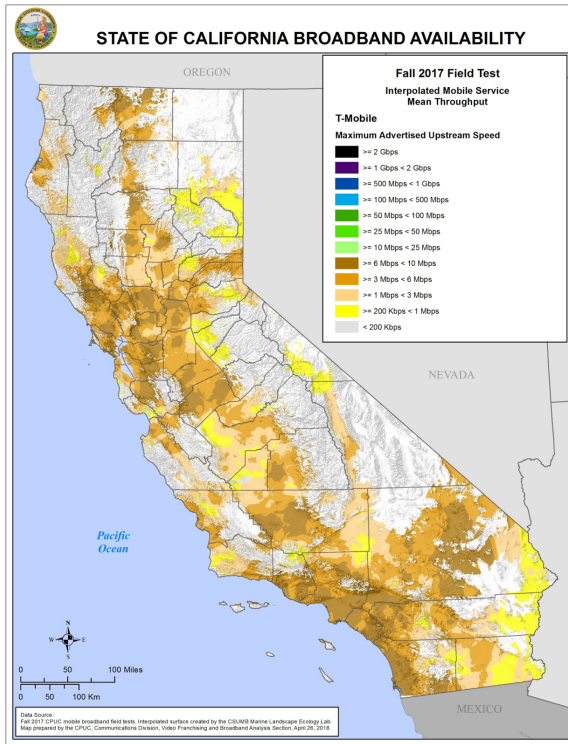 STATE OF CALIFORNIA BROADBAND AVAILABILITY
OREGON
Fall 2017 Field Test
Interpolated Mobile Service
Mean Throughput
T-Mobile
Maximum Advertised Upstream Speed
>= 2 Gbps
>= 1 Gbps < 2 Gbps
>= 500 Mbps < 1 Gbps
>= 100 Mbps < 500 Mbps
>= 50 Mbps < 100 Mbps
>= 25 Mbps < 50 Mbps
>= 10 Mbps < 25 Mbps
>= 6 Mbps < 10 Mbps
>= 3 Mbps < 6 Mbps
>= 1 Mbps < 3 Mbps
>= 200 Kbps < 1 Mbps
< 200 Kbps
NEVADA
Pacific
Ocean
N
W E
S
0 50 100 Miles
0 50 100 Km
MEXICO
Data Source:
Fall 2017 CPUC mobile broadband field tests. Interpolated surface created by the CSUMB Marine Landscape Ecology Lab.
Map prepared by the CPUC, Communications Division, Video Franchising and Broadband Analysis Section, April 26, 2018.